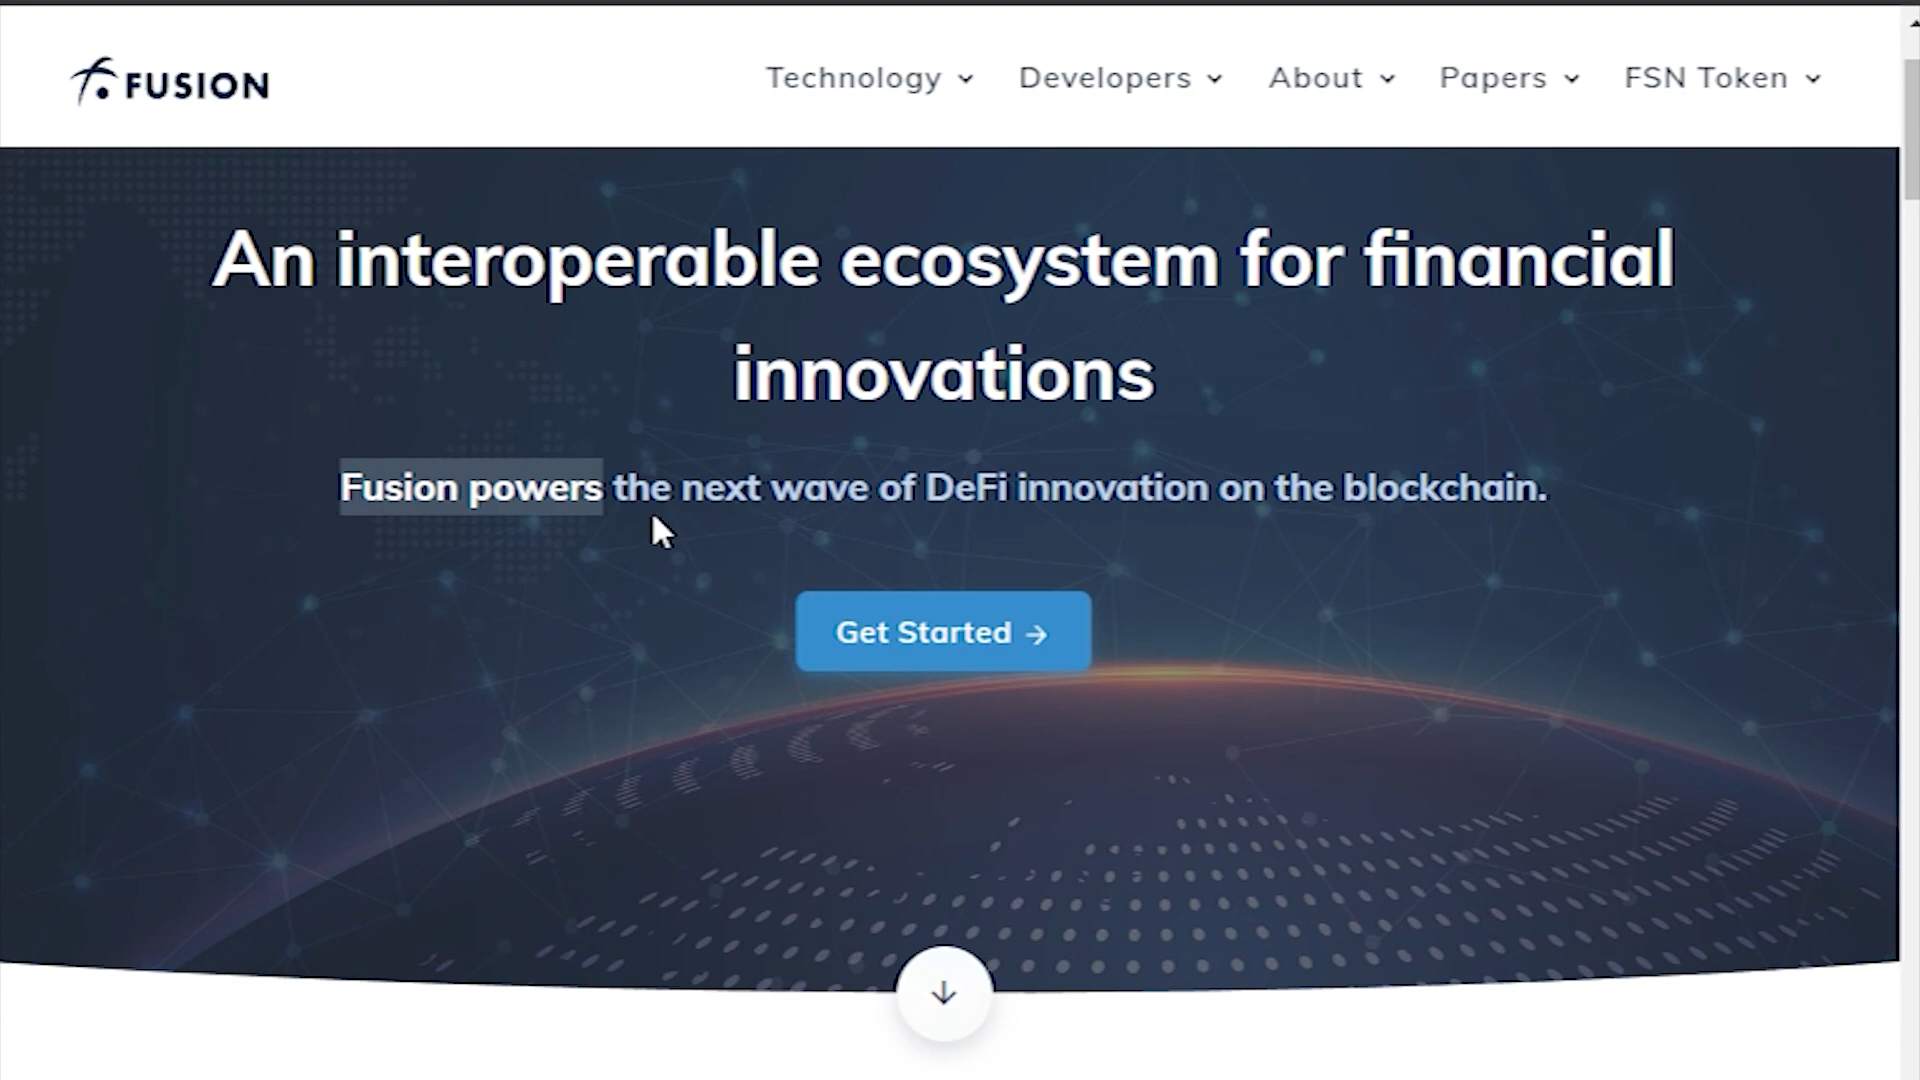 FUSION
Technology
Developers
About
Papers
FSN Token
An interoperable ecosystem for financial
innovations
Fusion powers the next wave of DeFi innovation on the blockchain.
Get Started →